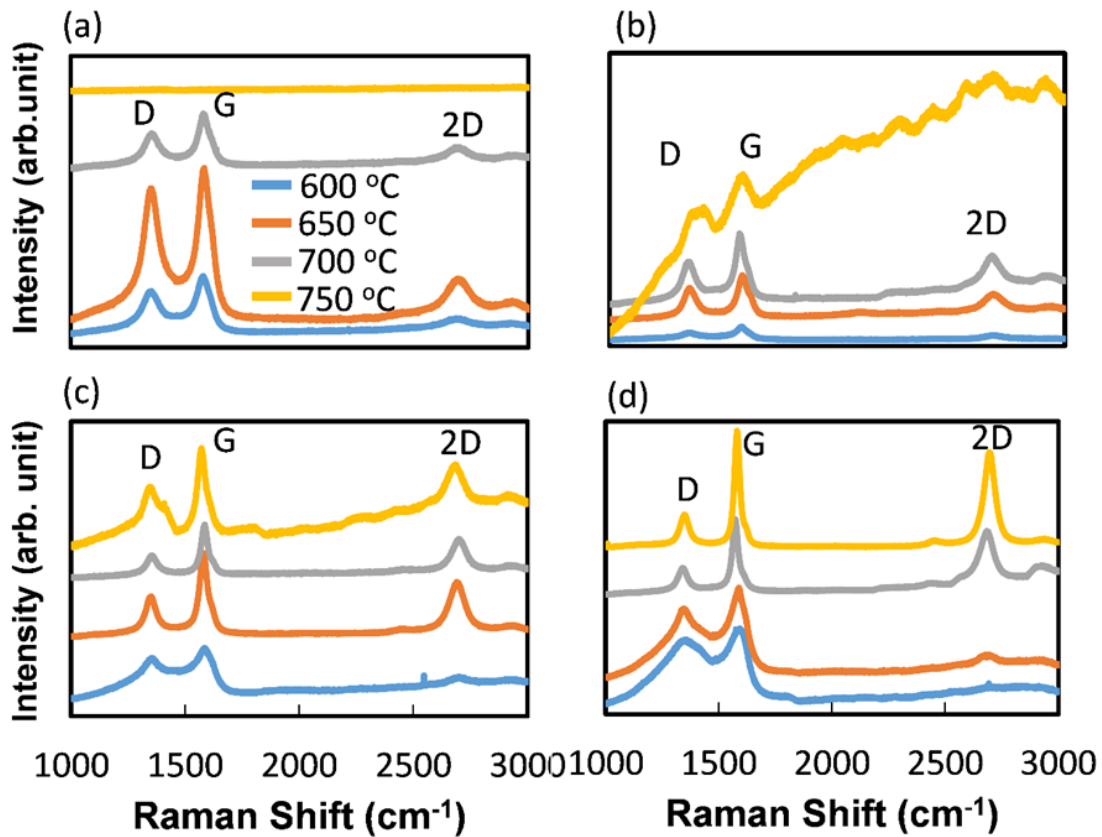 (a)
(b)
Intensity (arb.unit)
D
G
2D
600 °C
650 °C
700 °C
750 °C
D
G
2D
(c)
(d)
Intensity (arb. unit)
D
G
2D
D
G
2D
1000 1500 2000 2500 3000
1000 1500 2000 2500 3000
Raman Shift (cm⁻¹)
Raman Shift (cm⁻¹)